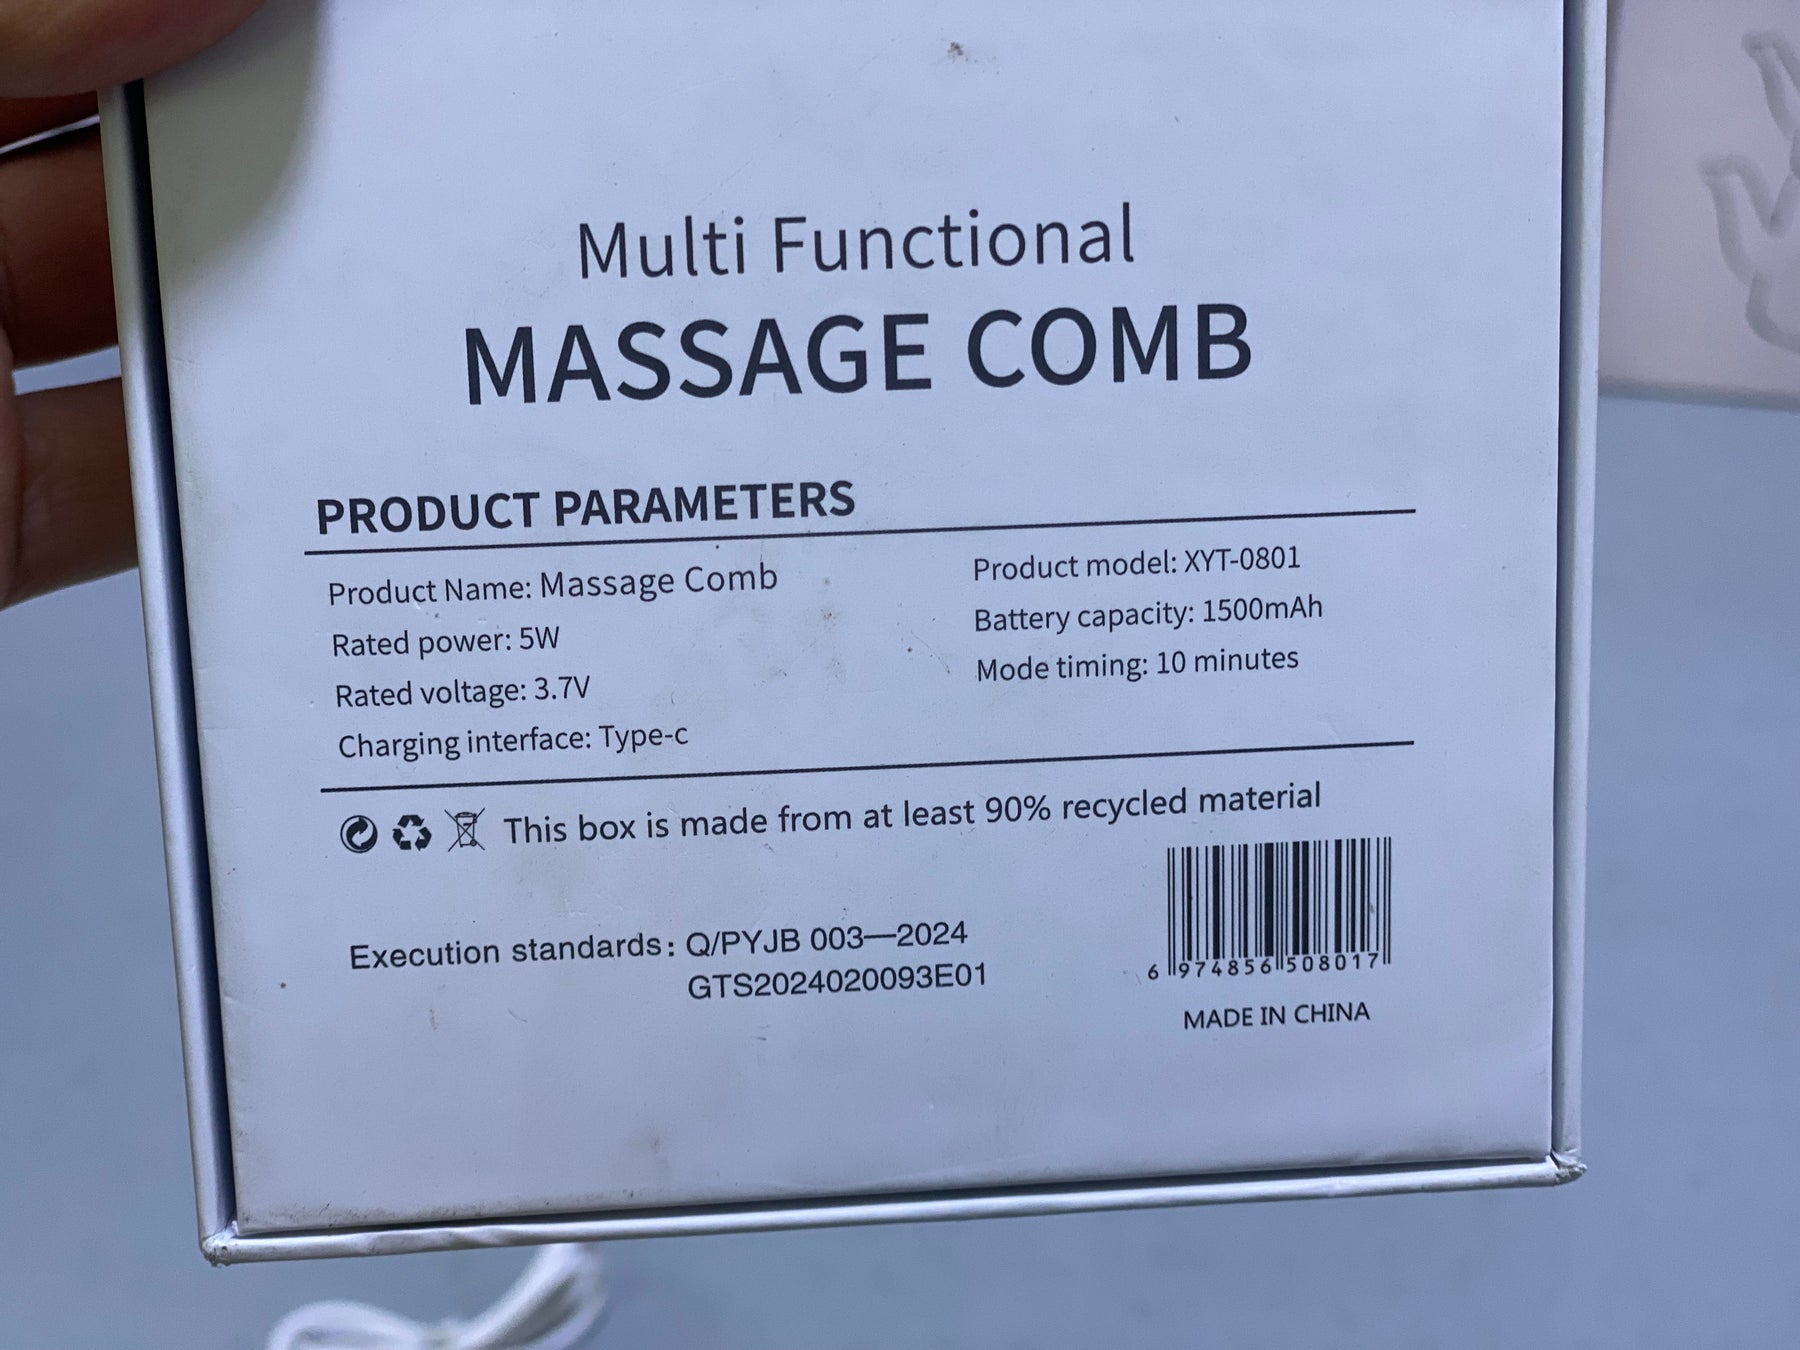 Multi Functional
MASSAGE COMB
PRODUCT PARAMETERS
Product Name: Massage Comb
Rated power: 5W
Rated voltage: 3.7V
Charging interface: Type-c
Product model: XYT-0801
Battery capacity: 1500mAh
Mode timing: 10 minutes
This box is made from at least 90% recycled material
Execution standards: Q/PYJB 003—2024
GTS2024020093E01
6 974856 508017
MADE IN CHINA